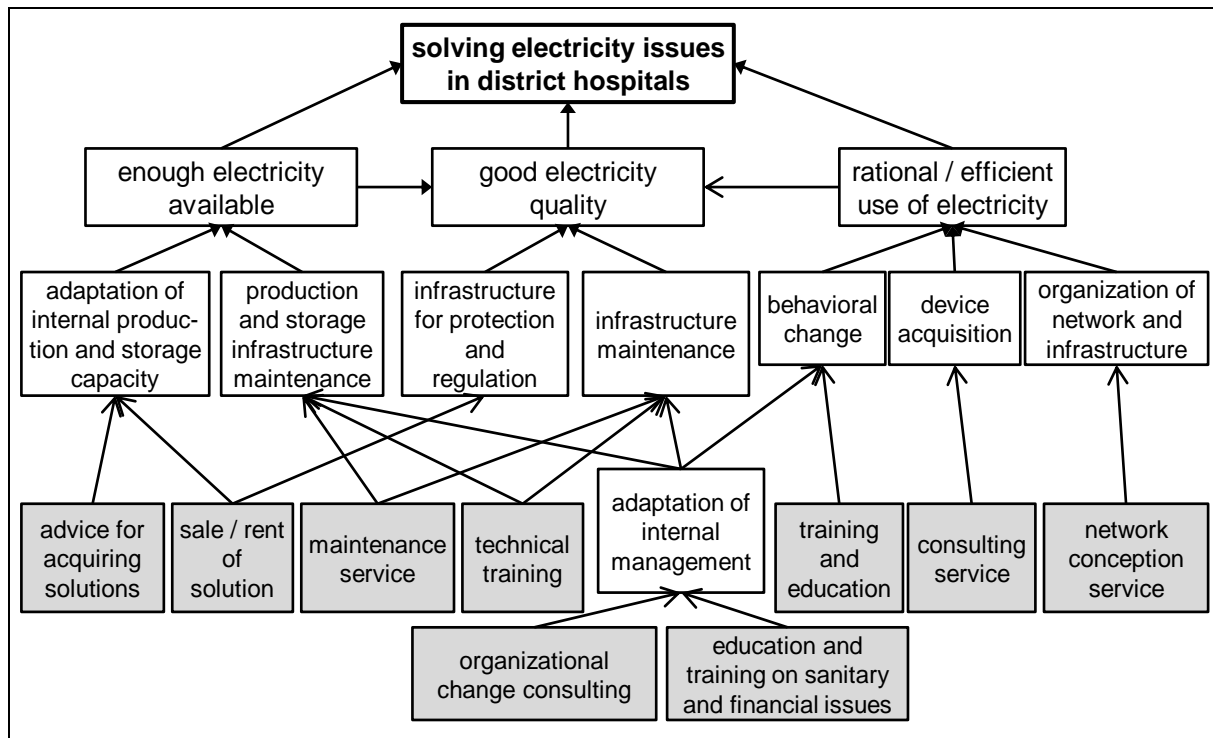 solving electricity issues
in district hospitals
enough electricity
available
good electricity
quality
rational / efficient
use of electricity
adaptation of
internal produc-
tion and storage
capacity
production
and storage
infrastructure
maintenance
infrastructure
for protection
and
regulation
infrastructure
maintenance
behavioral
change
device
acquisition
organization of
network and
infrastructure
advice for
acquiring
solutions
sale / rent
of
solution
maintenance
service
technical
training
adaptation of
internal
management
training
and
education
consulting
service
network
conception
service
organizational
change consulting
education and
training on sanitary
and financial issues